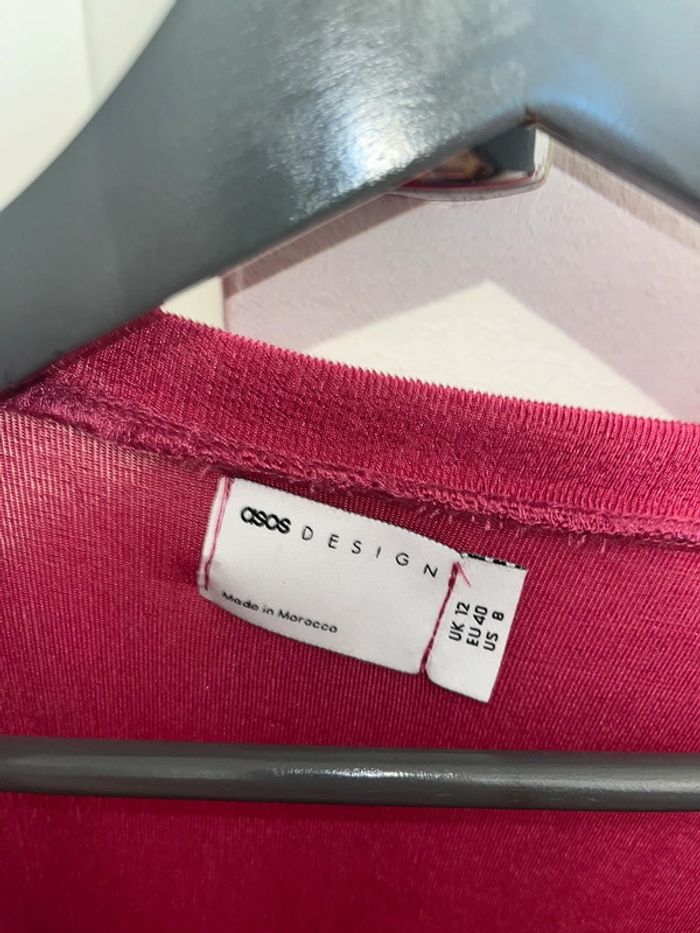 asos DESIGN
Made in Morocco
UK 12
EU 40
US 8